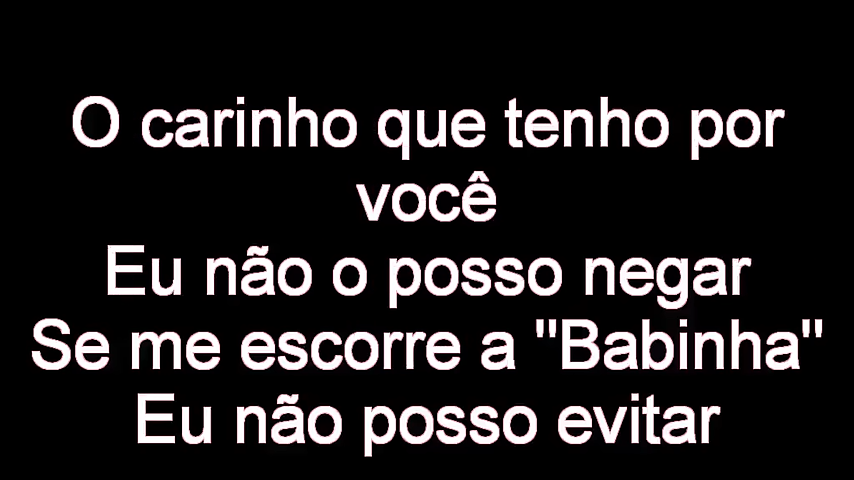 O carinho que tenho por
você
Eu não o posso negar
Se me escorre a "Babinha"
Eu não posso evitar